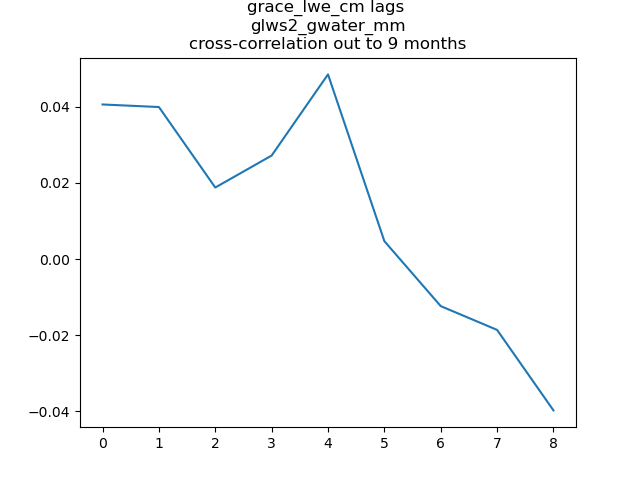 grace_lwe_cm lags
glws2_gwater_mm
cross-correlation out to 9 months
0.04
0.02
0.00
−0.02
−0.04
0 1 2 3 4 5 6 7 8